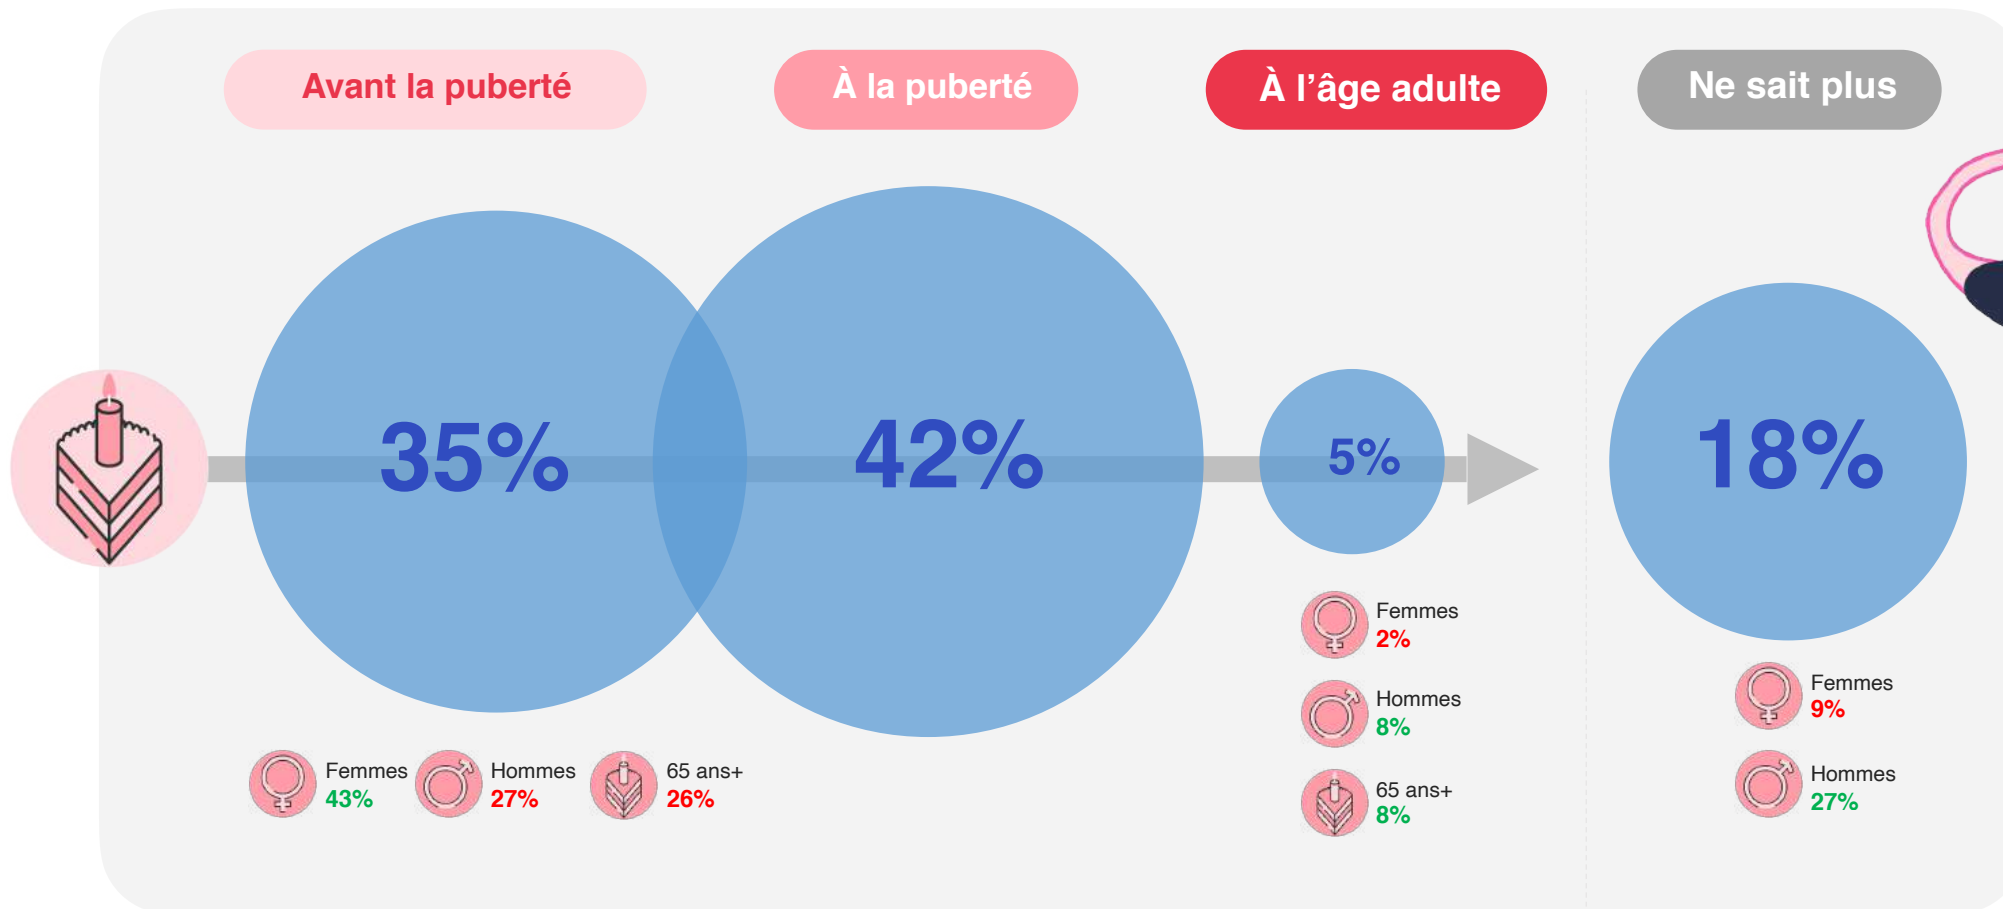 Avant la puberté
À la puberté
À l’âge adulte
Ne sait plus
35%
42%
5%
18%
Femmes
43%
Hommes
27%
65 ans+
26%
Femmes
2%
Hommes
8%
65 ans+
8%
Femmes
9%
Hommes
27%